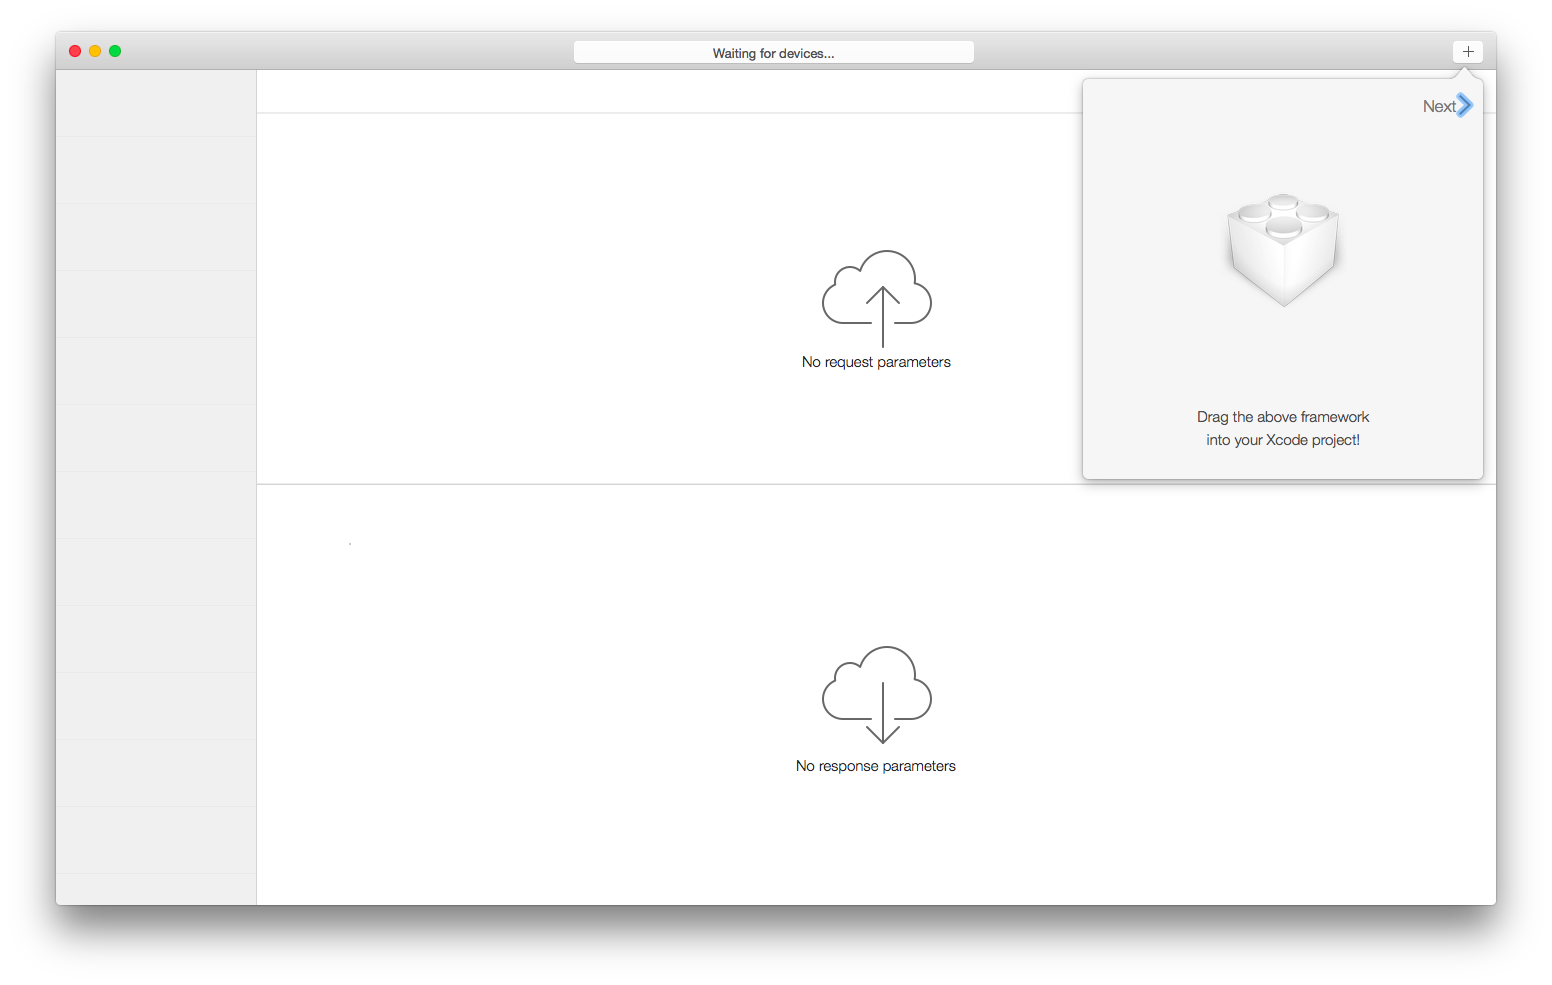 Waiting for devices...
Next
No request parameters
Drag the above framework
into your Xcode project!
No response parameters